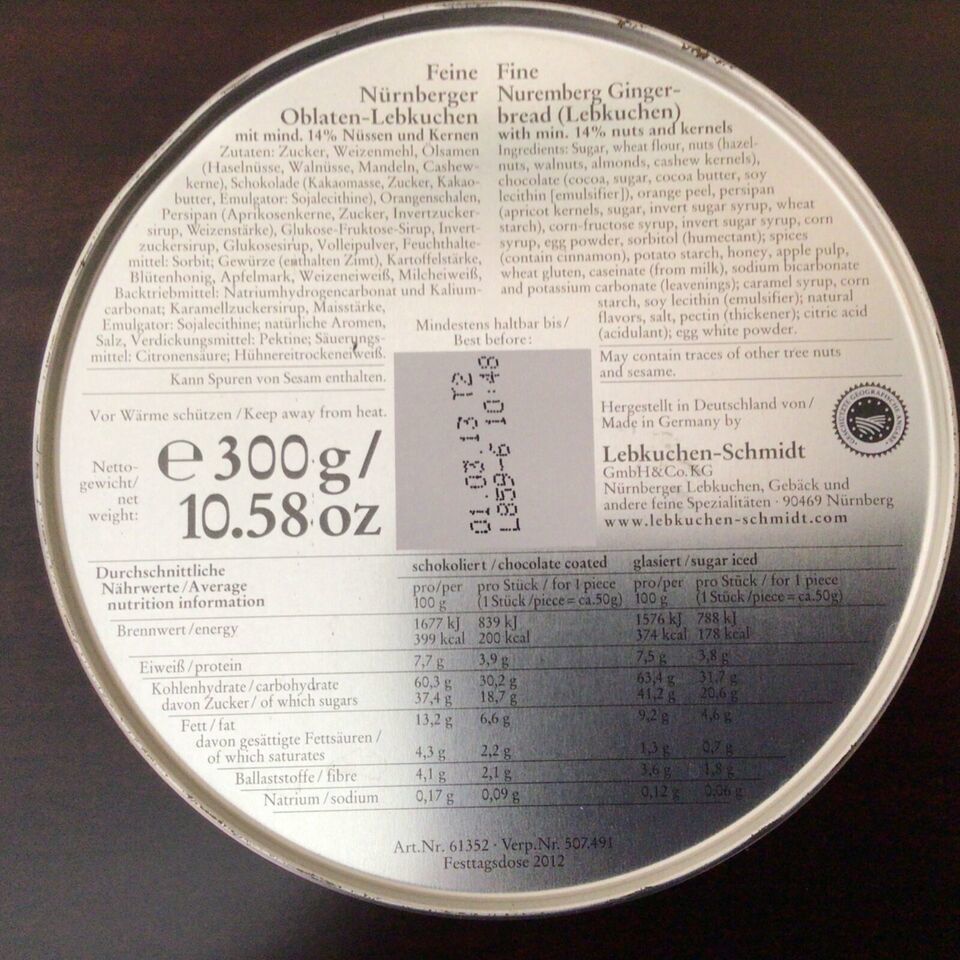 Feine
Nürnberger
Oblaten-Lebkuchen
mit mind. 14% Nüssen und Kernen
Zutaten: Zucker, Weizenmehl, Ölsamen
(Haselnüsse, Walnüsse, Mandeln, Cashew-
kerne), Schokolade (Kakaomasse, Zucker, Kakao-
butter, Emulgator: Sojalecithine), Orangenschalen,
Persipan (Aprikosenkerne, Zucker, Invertzucker-
sirup, Weizenstärke), Glukose-Fruktose-Sirup, Invert-
zuckersirup, Glukosesirup, Volleipulver, Feuchthalte-
mittel: Sorbit; Gewürze (enthalten Zimt), Kartoffelstärke,
Blütenhonig, Apfelmark, Weizeneiweiß, Milcheiweiß,
Backtriebmittel: Natriumhydrogencarbonat und Kalium-
carbonat; Karamellzuckersirup, Maisstärke,
Emulgator: Sojalecithine; natürliche Aromen,
Salz, Verdickungsmittel: Pektine; Säuerungs-
mittel: Citronensäure; Hühnereitrockeneiweiß.
Kann Spuren von Sesam enthalten.
Fine
Nuremberg Ginger-
bread (Lebkuchen)
with min. 14% nuts and kernels
Ingredients: Sugar, wheat flour, nuts (hazel-
nuts, walnuts, almonds, cashew kernels),
chocolate (cocoa, sugar, cocoa butter, soy
lecithin [emulsifier]), orange peel, persipan
(apricot kernels, sugar, invert sugar syrup, wheat
starch), corn-fructose syrup, invert sugar syrup, corn
syrup, egg powder, sorbitol (humectant); spices
(contain cinnamon), potato starch, honey, apple pulp,
wheat gluten, caseinate (from milk), sodium bicarbonate
and potassium carbonate (leavenings); caramel syrup, corn
starch, soy lecithin (emulsifier); natural
flavors, salt, pectin (thickener); citric acid
(acidulant); egg white powder.
May contain traces of other tree nuts
and sesame.
Vor Wärme schützen / Keep away from heat.
Netto-
gewicht/
net
weight:
℮ 300 g/
10.58 oz
Mindestens haltbar bis/
Best before:
01.03.13 T2
L859-6 10:48
Hergestellt in Deutschland von/
Made in Germany by
Lebkuchen-Schmidt
GmbH & Co. KG
Nürnberger Lebkuchen, Gebäck und
andere feine Spezialitäten · 90469 Nürnberg
www.lebkuchen-schmidt.com
GESCHÜTZTE GEOGRAFISCHE ANGABE
Durchschnittliche
Nährwerte/Average
nutrition information
schokoliert/chocolate coated glasiert/sugar iced
pro/per pro Stück / for 1 piece pro/per pro Stück / for 1 piece
100 g (1 Stück/piece = ca.50g) 100 g (1 Stück/piece = ca.50g)
Brennwert/energy 1677 kJ 839 kJ 1576 kJ 788 kJ
399 kcal 200 kcal 374 kcal 178 kcal
Eiweiß/protein 7,7 g 3,9 g 7,5 g 3,8 g
Kohlenhydrate/carbohydrate 60,3 g 30,2 g 63,4 g 31,7 g
davon Zucker/of which sugars 37,4 g 18,7 g 41,2 g 20,6 g
Fett/fat 13,2 g 6,6 g 9,2 g 4,6 g
davon gesättigte Fettsäuren /
of which saturates 4,3 g 2,2 g 1,3 g 0,7 g
Ballaststoffe/fibre 4,1 g 2,1 g 3,6 g 1,8 g
Natrium/sodium 0,17 g 0,09 g 0,12 g 0,06 g
Art.Nr. 61352 · Verp.Nr. 507.491
Festtagsdose 2012